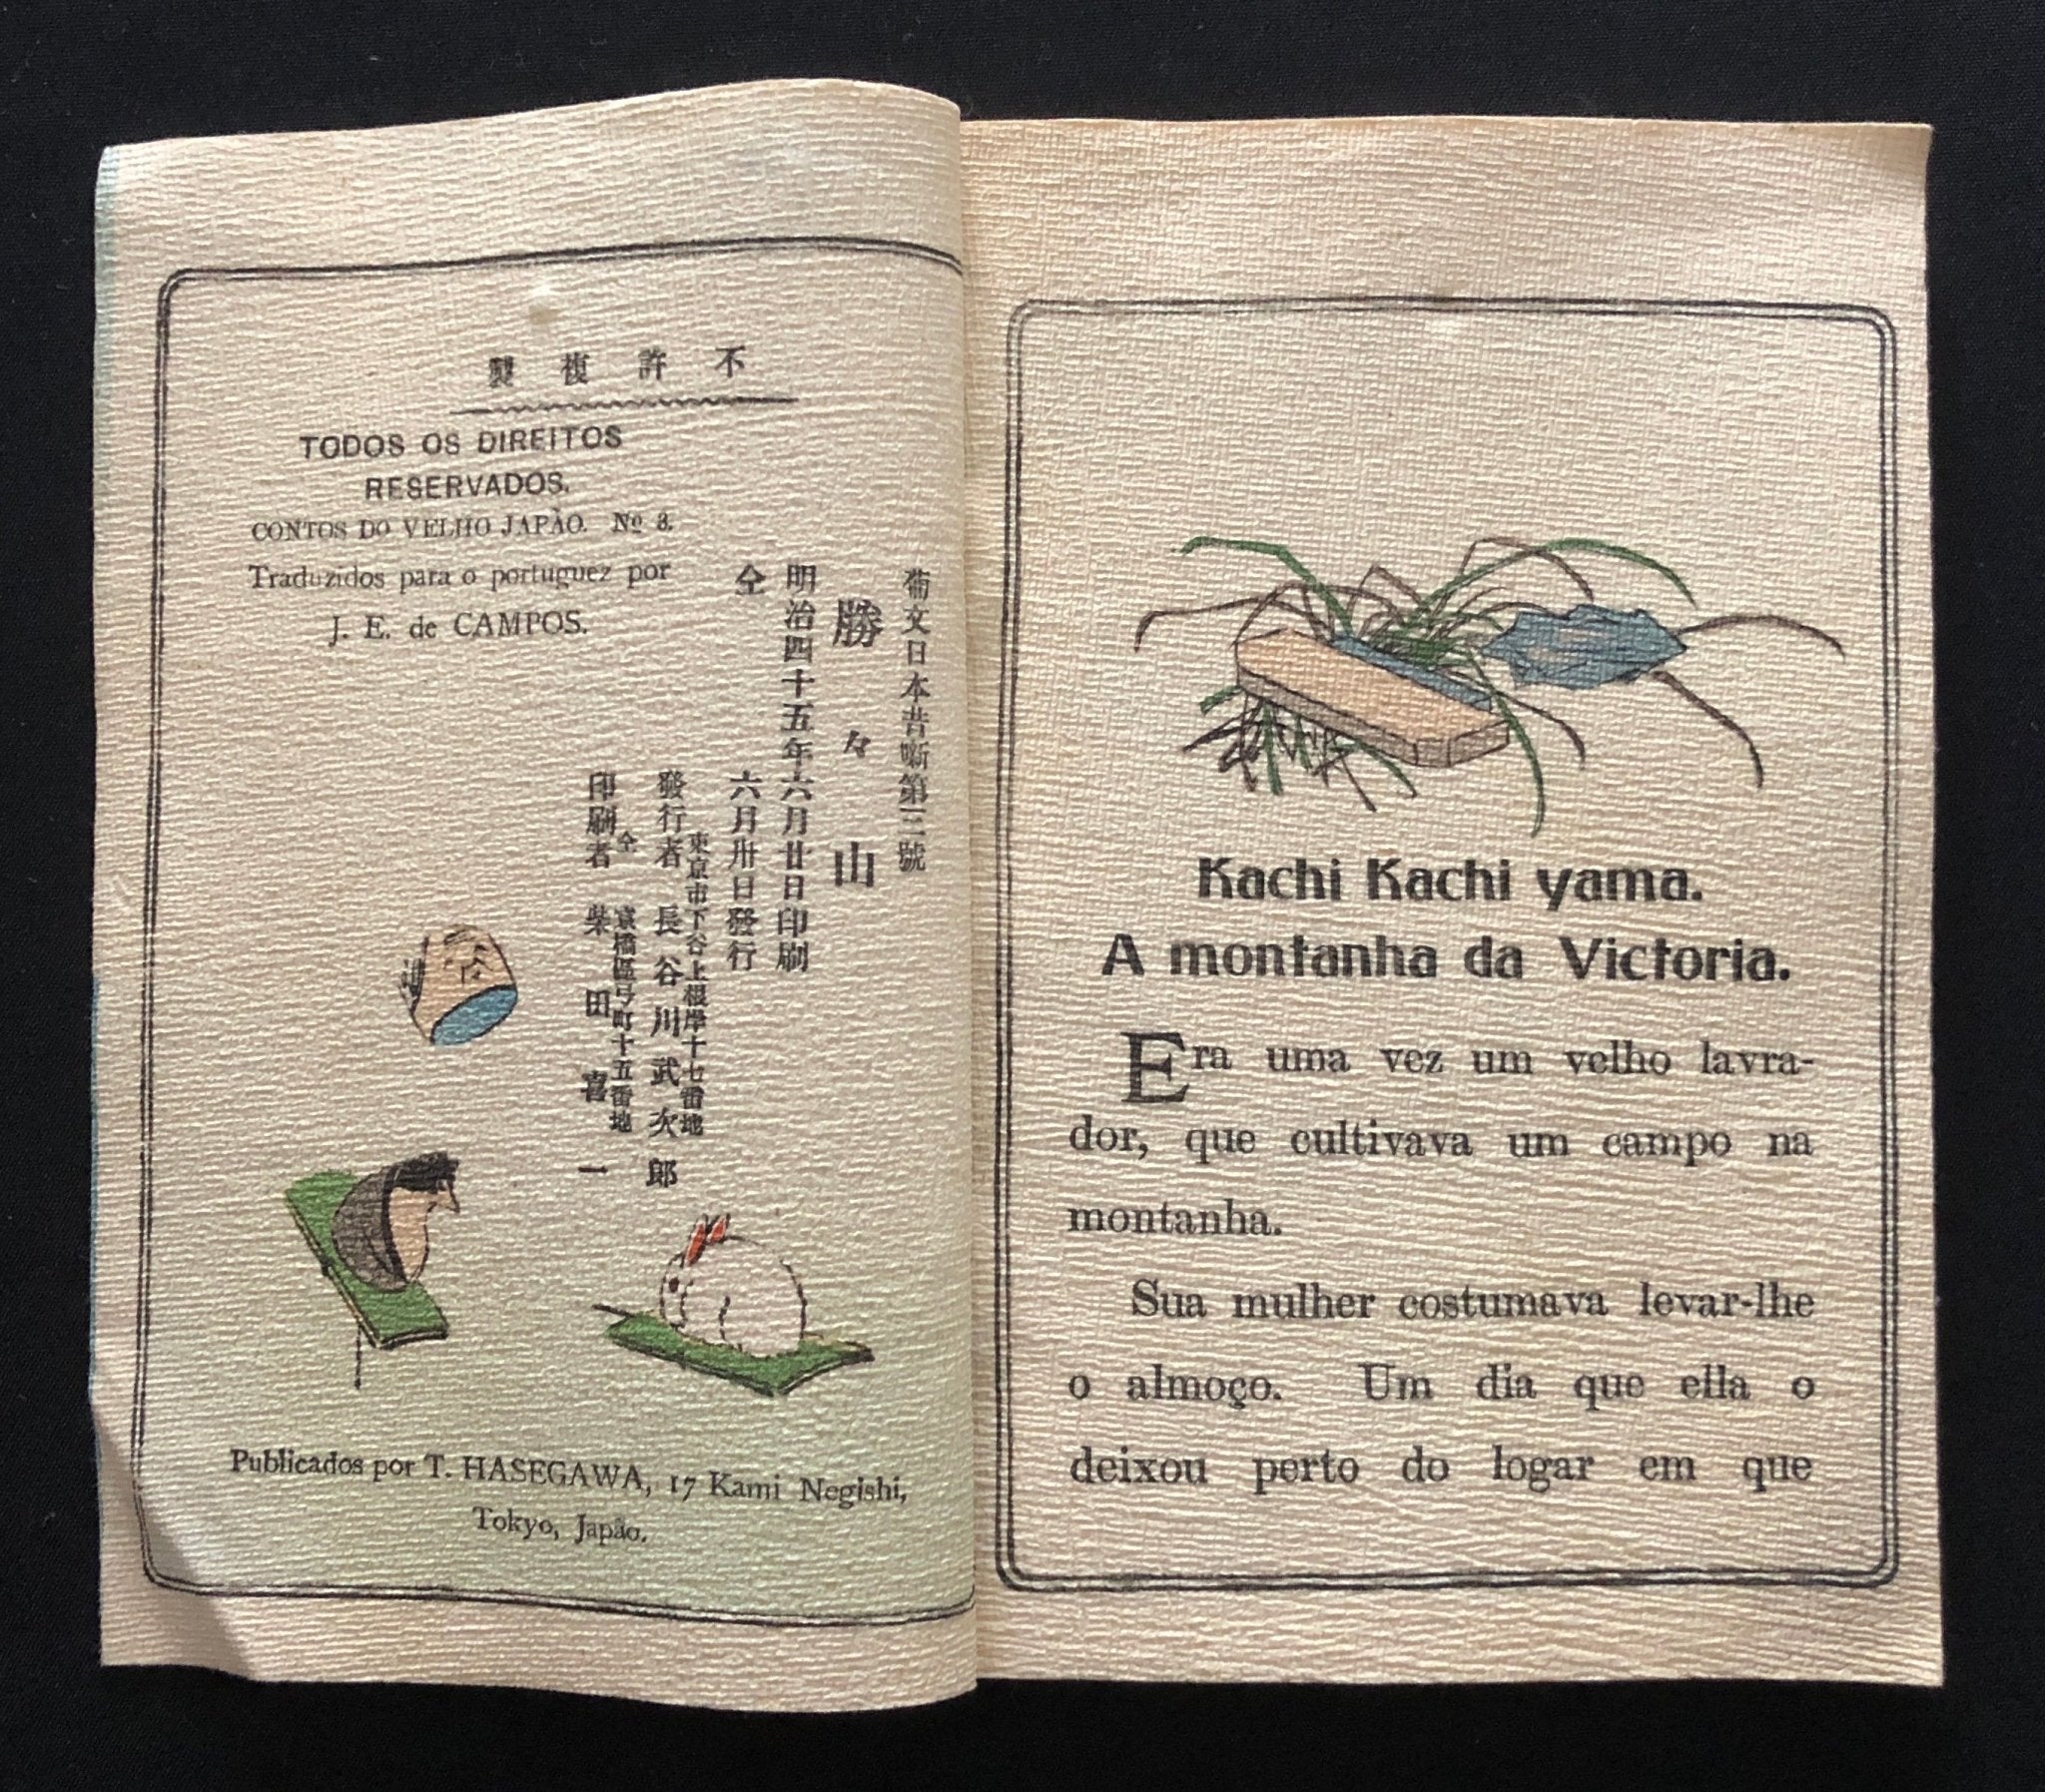 不許複製
TODOS OS DIREITOS
RESERVADOS.
CONTOS DO VELHO JAPÃO. Nº 3.
Traduzidos para o portuguez por
J. E. de CAMPOS.
葡文日本昔噺第三號
勝々山
明治四十五年六月廿日印刷
仝 六月卅日發行
東京市下谷上根岸十七番地
發行者 長谷川武次郎
仝 京橋區弓町十五番地
印刷者 柴田喜一
Publicados por T. HASEGAWA, 17 Kami Negishi,
Tokyo, Japão.
Kachi Kachi yama.
A montanha da Victoria.
Era uma vez um velho lavra-
dor, que cultivava um campo na
montanha.
Sua mulher costumava levar-lhe
o almoço. Um dia que ella o
deixou perto do logar em que